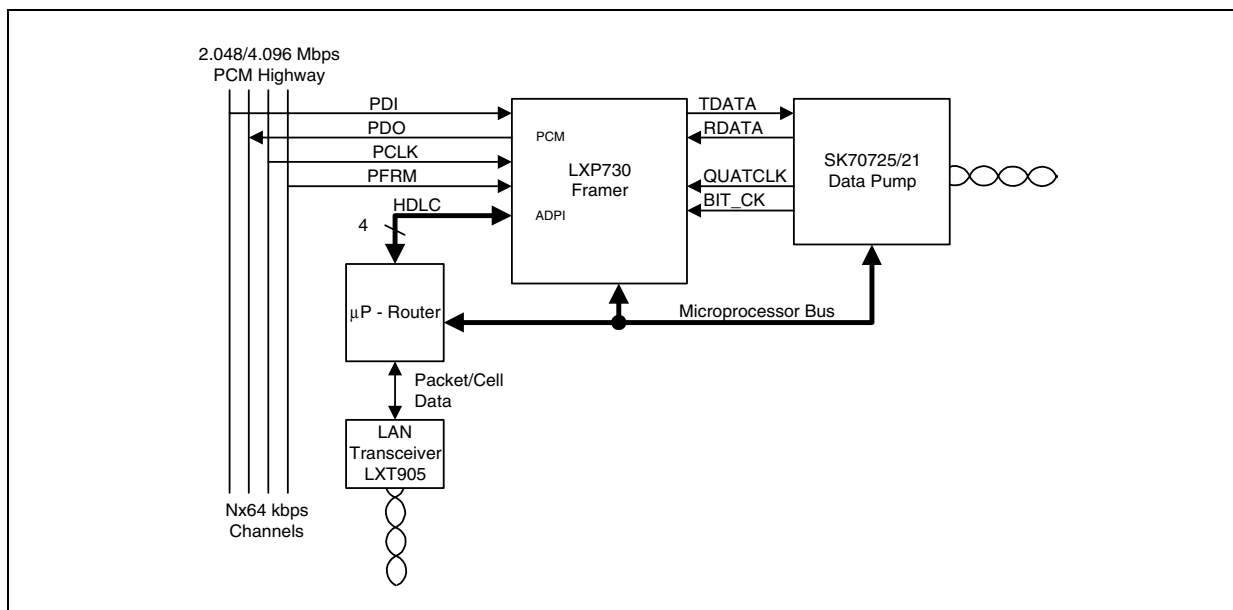 2.048/4.096 Mbps
PCM Highway
PDI
PDO
PCLK
PFRM
HDLC
4
PCM
LXP730
Framer
ADPI
TDATA
RDATA
QUATCLK
BIT_CK
SK70725/21
Data Pump
μP - Router
Microprocessor Bus
Packet/Cell
Data
LAN
Transceiver
LXT905
Nx64 kbps
Channels